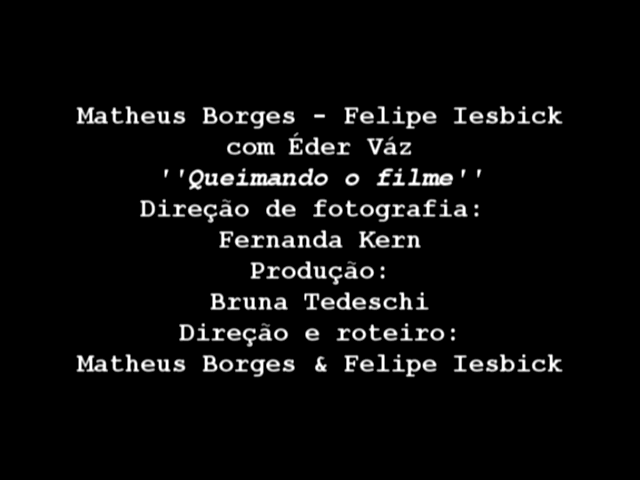 Matheus Borges - Felipe Iesbick
com Éder Váz
''Queimando o filme''
Direção de fotografia:
Fernanda Kern
Produção:
Bruna Tedeschi
Direção e roteiro:
Matheus Borges & Felipe Iesbick